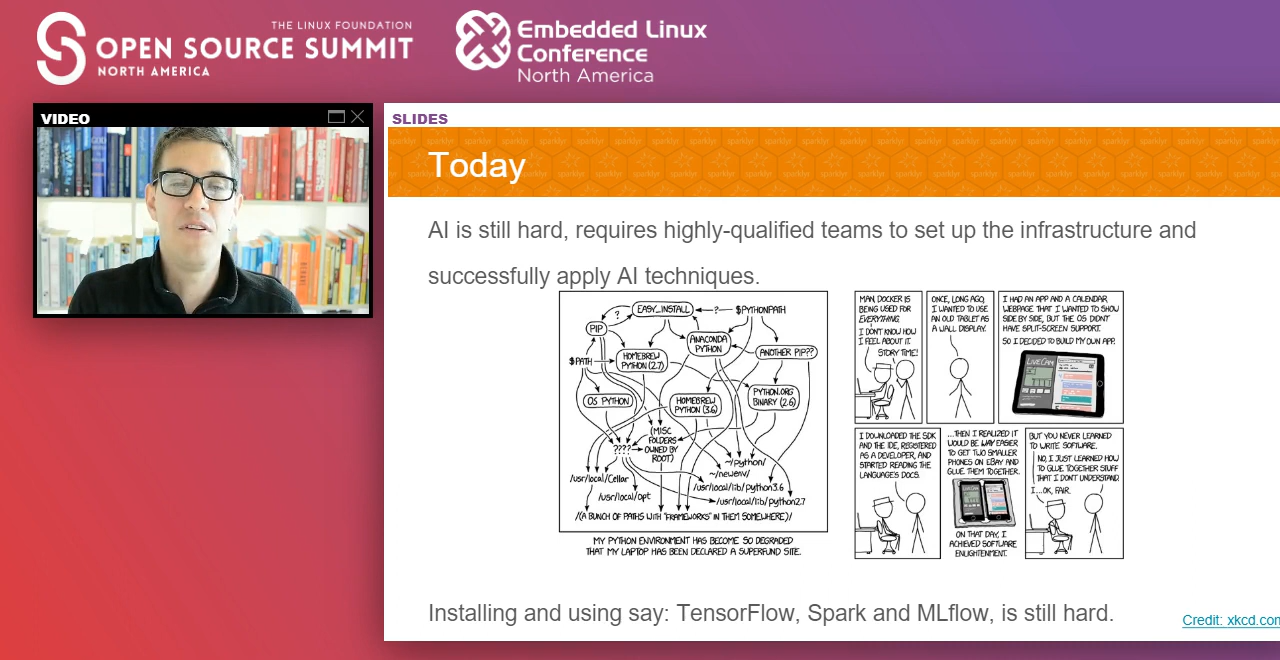 THE LINUX FOUNDATION
OPEN SOURCE SUMMIT
NORTH AMERICA
Embedded Linux
Conference
North America
VIDEO
SLIDES
Today
AI is still hard, requires highly-qualified teams to set up the infrastructure and
successfully apply AI techniques.
EASY_INSTALL
?
$PYTHONPATH
?
PIP
ANACONDA
PYTHON
ANOTHER PIP??
$PATH
HOMEBREW
PYTHON (2.7)
OS PYTHON
HOMEBREW
PYTHON (3.6)
PYTHON.ORG
BINARY (2.6)
????
(MISC
FOLDERS
OWNED BY
ROOT)
~/python/
~/newenv/
/usr/local/Cellar
/usr/local/lib/python3.6
/usr/local/opt
/usr/local/lib/python2.7
/(A BUNCH OF PATHS WITH "FRAMEWORKS" IN THEM SOMEWHERE)/
MY PYTHON ENVIRONMENT HAS BECOME SO DEGRADED
THAT MY LAPTOP HAS BEEN DECLARED A SUPERFUND SITE.
MAN, DOCKER IS
BEING USED FOR
EVERYTHING.
I DON'T KNOW HOW
I FEEL ABOUT IT.
STORY TIME!
ONCE, LONG AGO,
I WANTED TO USE
AN OLD TABLET AS
A WALL DISPLAY.
I HAD AN APP AND A CALENDAR
WEBPAGE THAT I WANTED TO SHOW
SIDE BY SIDE, BUT THE OS DIDN'T
HAVE SPLIT-SCREEN SUPPORT.
SO I DECIDED TO BUILD MY OWN APP.
LIVE CAM
I DOWNLOADED THE SDK
AND THE IDE, REGISTERED
AS A DEVELOPER, AND
STARTED READING THE
LANGUAGE'S DOCS.
...THEN I REALIZED IT
WOULD BE WAY EASIER
TO GET TWO SMALLER
PHONES ON EBAY AND
GLUE THEM TOGETHER.
ON THAT DAY, I
ACHIEVED SOFTWARE
ENLIGHTENMENT.
BUT YOU NEVER LEARNED
TO WRITE SOFTWARE.
NO, I JUST LEARNED HOW
TO GLUE TOGETHER STUFF
THAT I DON'T UNDERSTAND.
I...OK, FAIR.
Installing and using say: TensorFlow, Spark and MLflow, is still hard.
Credit: xkcd.com